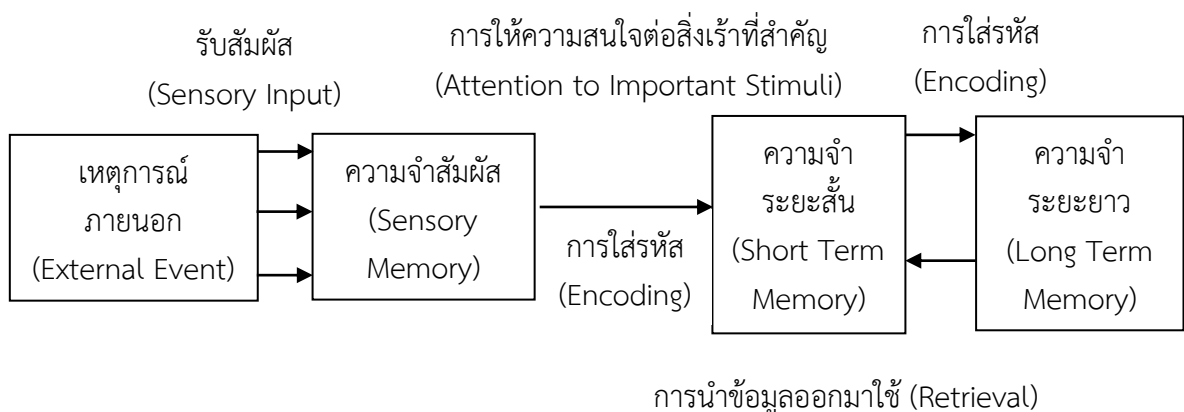 รับสัมผัส
(Sensory Input)
การให้ความสนใจต่อสิ่งเร้าที่สำคัญ
(Attention to Important Stimuli)
การใส่รหัส
(Encoding)
เหตุการณ์
ภายนอก
(External Event)
ความจำสัมผัส
(Sensory
Memory)
การใส่รหัส
(Encoding)
ความจำ
ระยะสั้น
(Short Term
Memory)
ความจำ
ระยะยาว
(Long Term
Memory)
การนำข้อมูลออกมาใช้ (Retrieval)